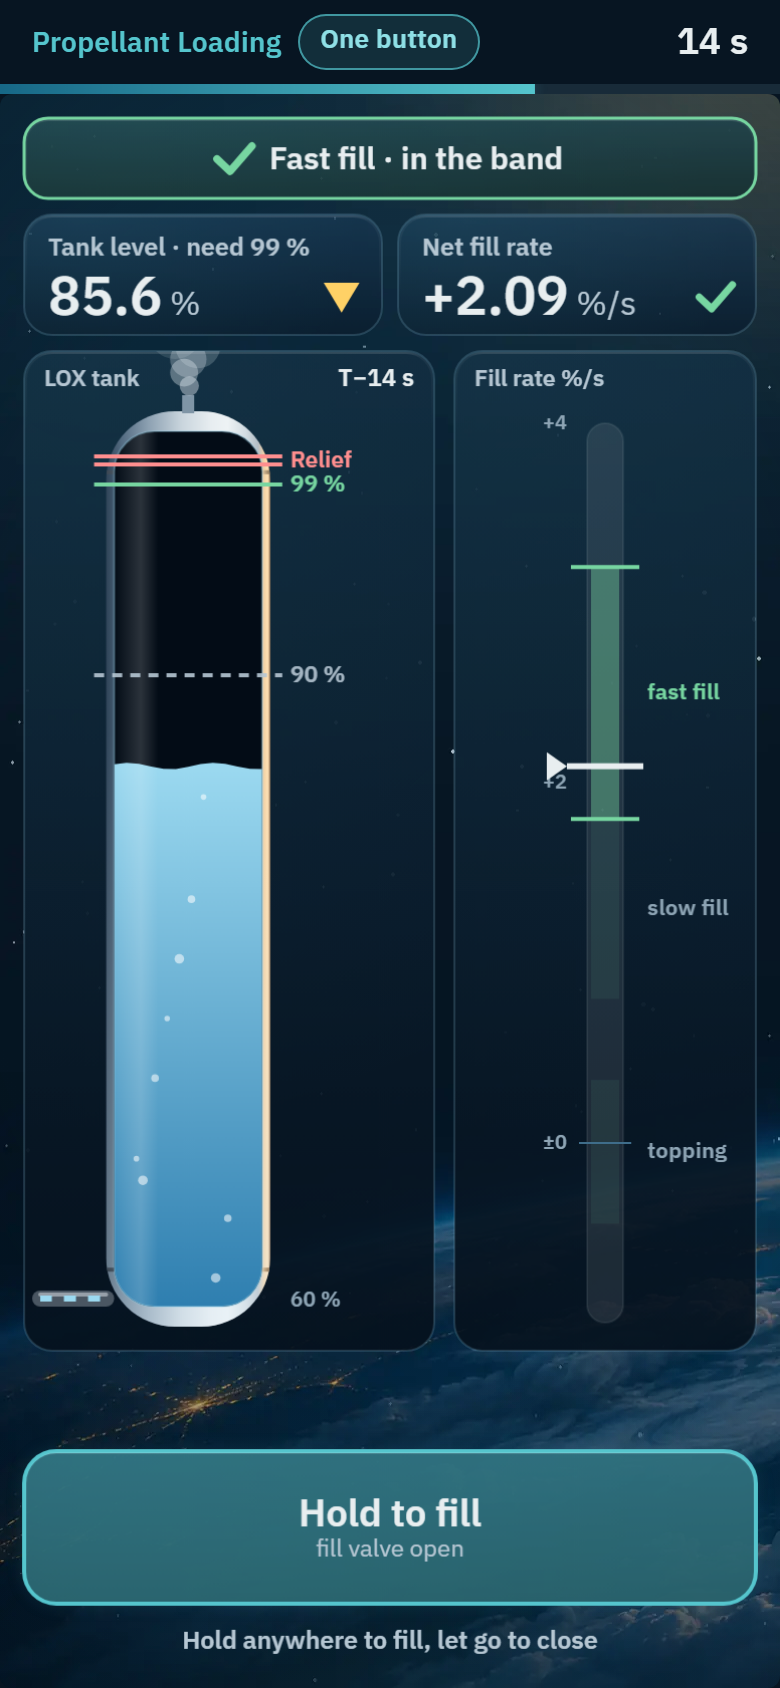 Propellant Loading
One button
14 s
Fast fill · in the band
Tank level · need 99 %
85.6 %
Net fill rate
+2.09 %/s
LOX tank
T−14 s
Relief
99 %
90 %
60 %
Fill rate %/s
+4
fast fill
+2
slow fill
±0
topping
Hold to fill
fill valve open
Hold anywhere to fill, let go to close